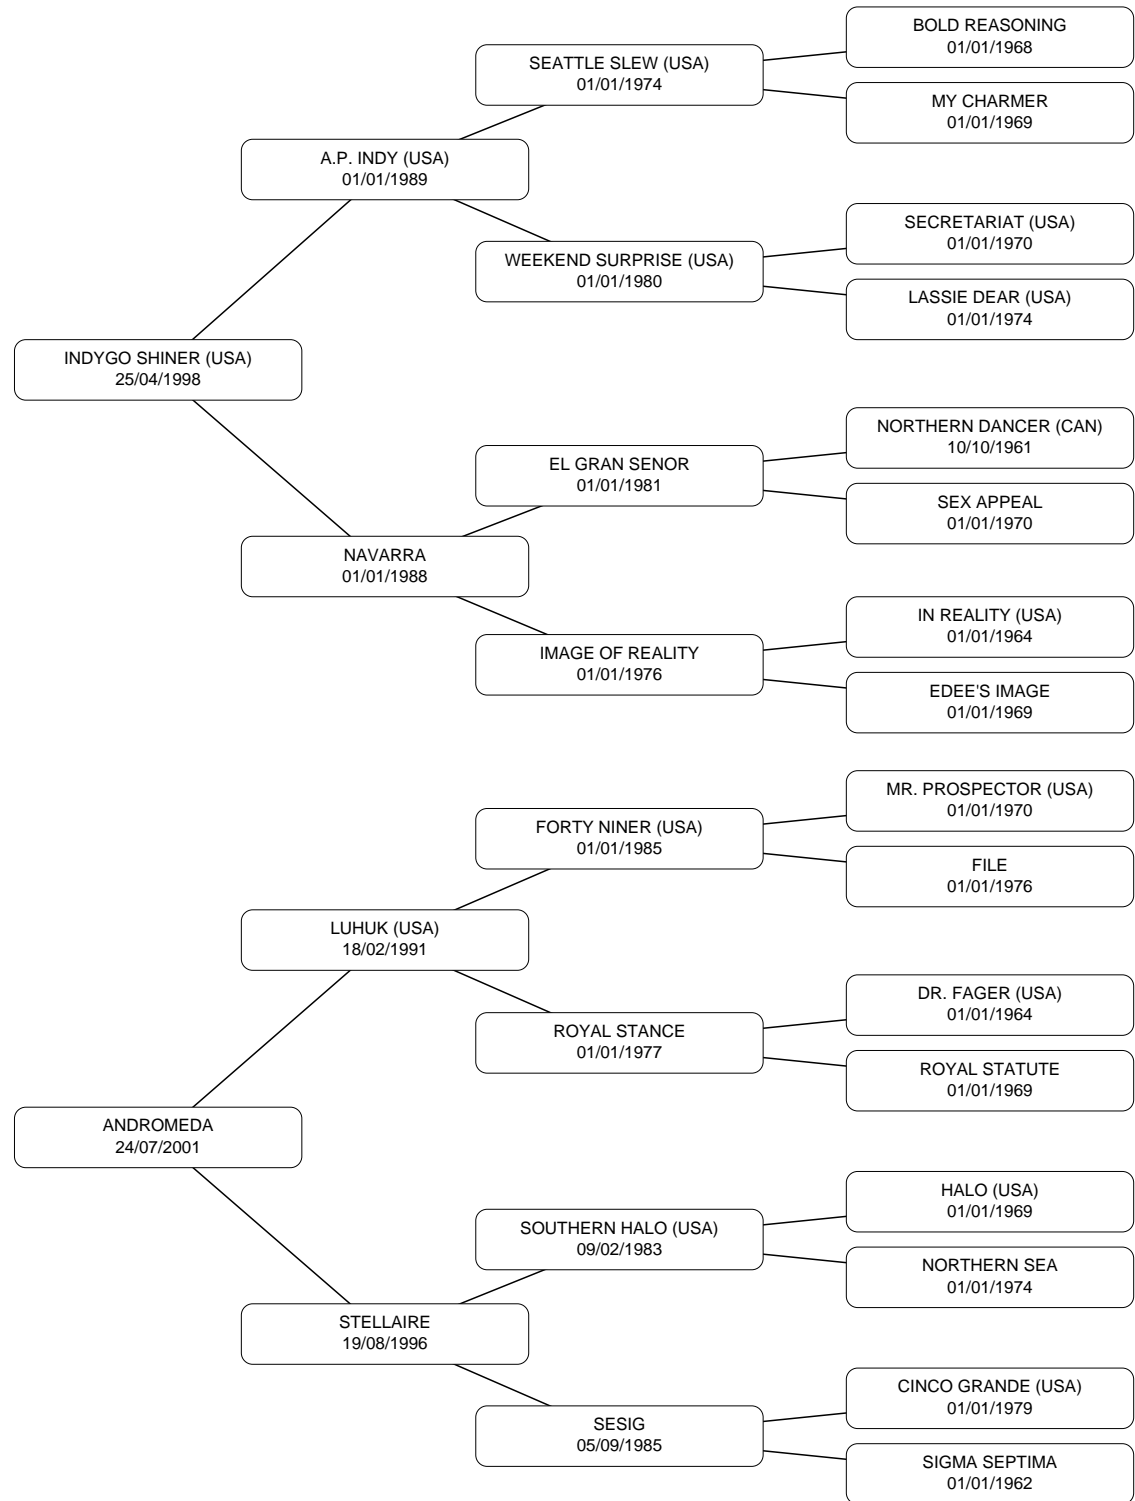 BOLD REASONING
01/01/1968
SEATTLE SLEW (USA)
01/01/1974
MY CHARMER
01/01/1969
A.P. INDY (USA)
01/01/1989
SECRETARIAT (USA)
01/01/1970
WEEKEND SURPRISE (USA)
01/01/1980
LASSIE DEAR (USA)
01/01/1974
INDYGO SHINER (USA)
25/04/1998
NORTHERN DANCER (CAN)
10/10/1961
EL GRAN SENOR
01/01/1981
SEX APPEAL
01/01/1970
NAVARRA
01/01/1988
IN REALITY (USA)
01/01/1964
IMAGE OF REALITY
01/01/1976
EDEE'S IMAGE
01/01/1969
MR. PROSPECTOR (USA)
01/01/1970
FORTY NINER (USA)
01/01/1985
FILE
01/01/1976
LUHUK (USA)
18/02/1991
DR. FAGER (USA)
01/01/1964
ROYAL STANCE
01/01/1977
ROYAL STATUTE
01/01/1969
ANDROMEDA
24/07/2001
HALO (USA)
01/01/1969
SOUTHERN HALO (USA)
09/02/1983
NORTHERN SEA
01/01/1974
STELLAIRE
19/08/1996
CINCO GRANDE (USA)
01/01/1979
SESIG
05/09/1985
SIGMA SEPTIMA
01/01/1962